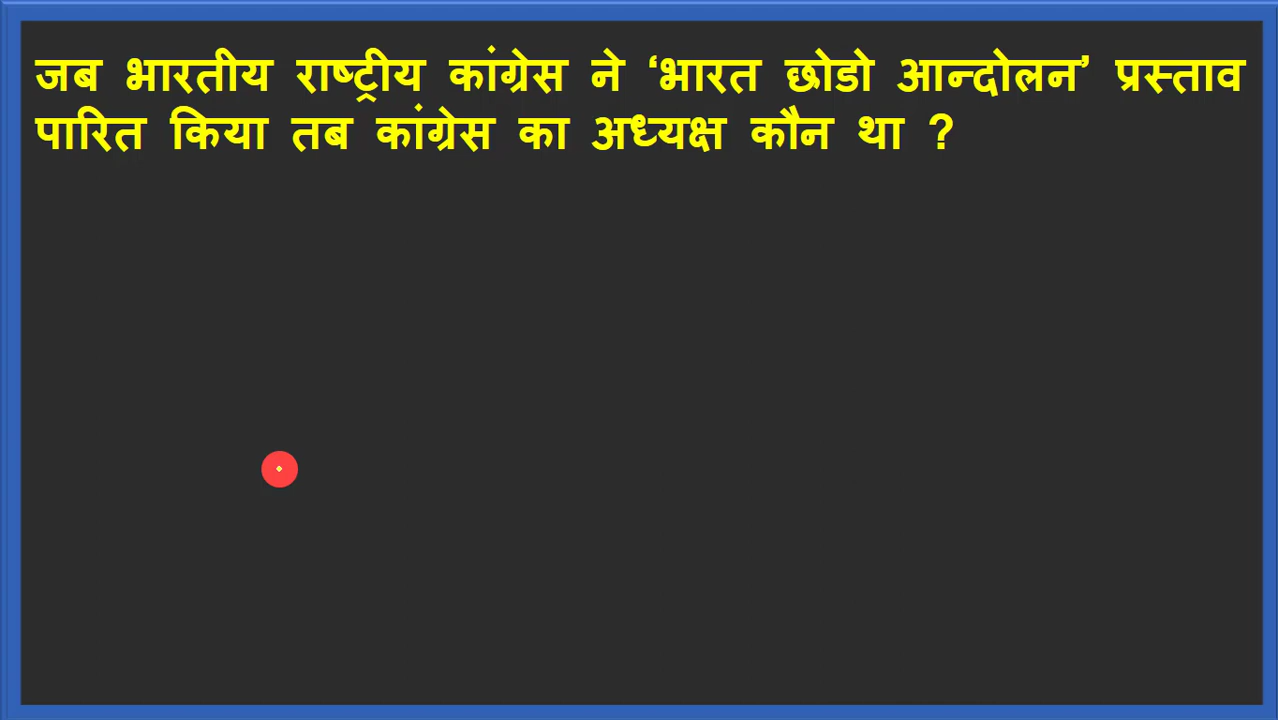 जब भारतीय राष्ट्रीय कांग्रेस ने ‘भारत छोडो आन्दोलन’ प्रस्ताव
पारित किया तब कांग्रेस का अध्यक्ष कौन था ?